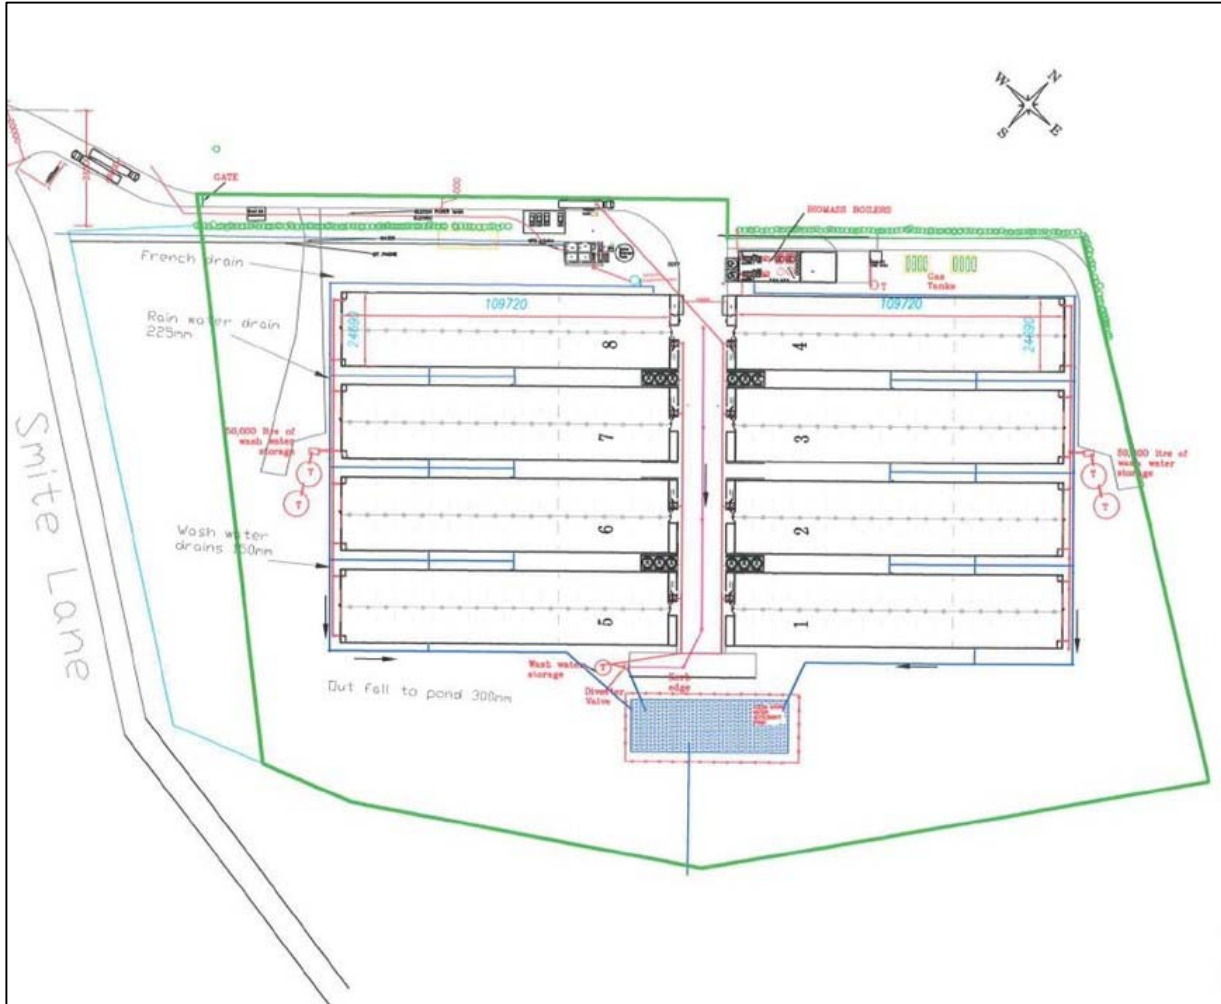 W
N
S
E
GATE
BIOMASS BOILERS
French drain
Gas
Tanks
T
109720
109720
24690
24690
8
4
Rain water drain
225mm
7
3
50,000 litre of
wash water
storage
T
T
50,000 litre of
wash water
storage
T
T
Smite Lane
Wash water
drains 150mm
6
2
5
1
Wash water
storage
T
Kerb
edge
Diverter
Valve
Out fall to pond 300mm